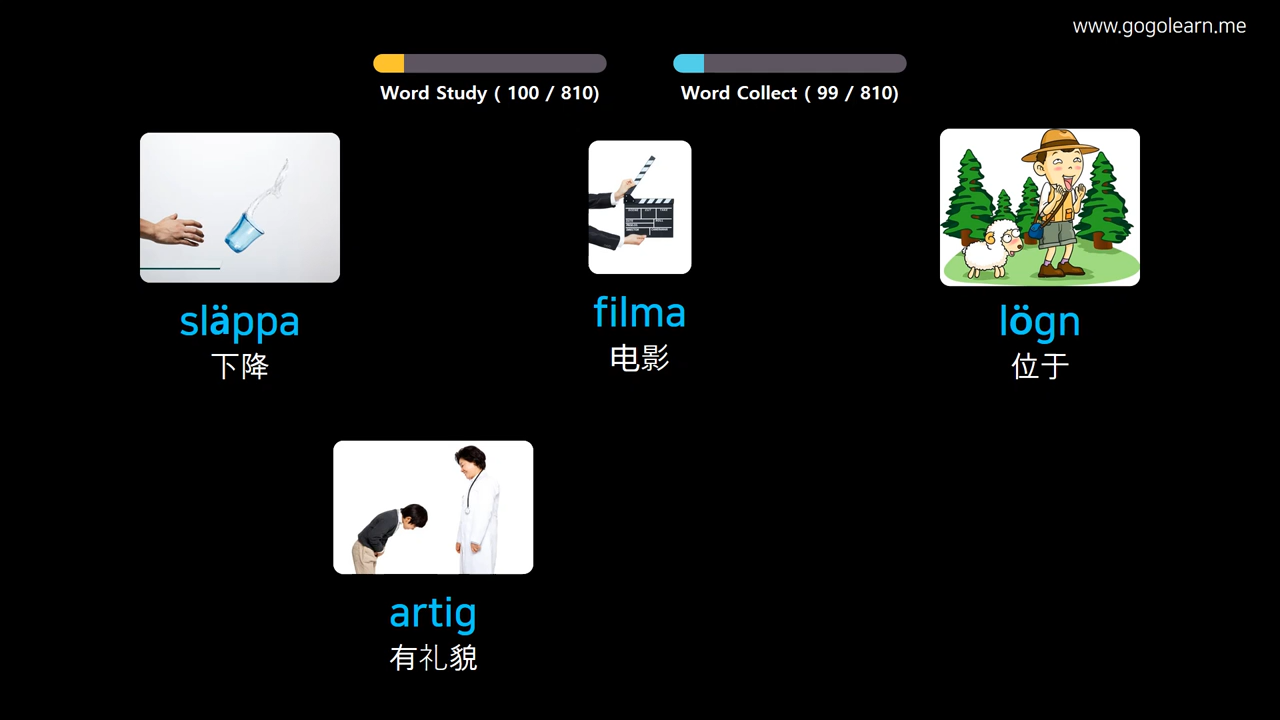 www.gogolearn.me
Word Study ( 100 / 810)
Word Collect ( 99 / 810)
släppa
下降
filma
电影
lögn
位于
artig
有礼貌